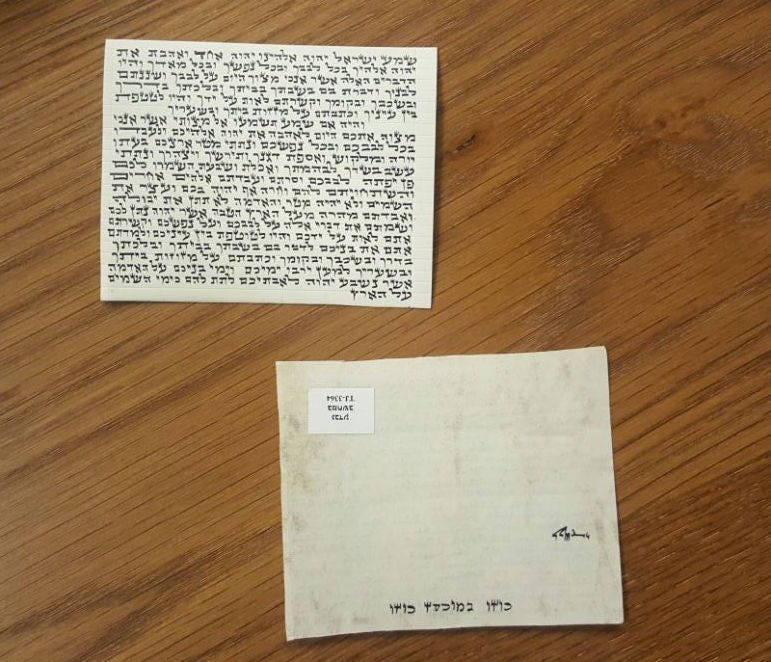 שמע ישראל יהוה אלהינו יהוה אחד ואהבת את
יהוה אלהיך בכל לבבך ובכל נפשך ובכל מאדך והיו
הדברים האלה אשר אנכי מצוך היום על לבבך ושננתם
לבניך ודברת בם בשבתך בביתך ובלכתך בדרך
ובשכבך ובקומך וקשרתם לאות על ידך והיו לטטפת
בין עיניך וכתבתם על מזזות ביתך ובשעריך
והיה אם שמע תשמעו אל מצותי אשר אנכי
מצוה אתכם היום לאהבה את יהוה אלהיכם ולעבדו
בכל לבבכם ובכל נפשכם ונתתי מטר ארצכם בעתו
יורה ומלקוש ואספת דגנך ותירשך ויצהרך ונתתי
עשב בשדך לבהמתך ואכלת ושבעת השמרו לכם
פן יפתה לבבכם וסרתם ועבדתם אלהים אחרים
והשתחויתם להם וחרה אף יהוה בכם ועצר את
השמים ולא יהיה מטר והאדמה לא תתן את יבולה
ואבדתם מהרה מעל הארץ הטבה אשר יהוה נתן לכם
ושמתם את דברי אלה על לבבכם ועל נפשכם וקשרתם
אתם לאות על ידכם והיו לטוטפת בין עיניכם ולמדתם
אתם את בניכם לדבר בם בשבתך בביתך ובלכתך
בדרך ובשכבך ובקומך וכתבתם על מזוזות ביתך
ובשעריך למען ירבו ימיכם וימי בניכם על האדמה
אשר נשבע יהוה לאבתיכם לתת להם כימי השמים
על הארץ
נבדק
במחשב
TJ-3364
כוזו במוכסז כוזו